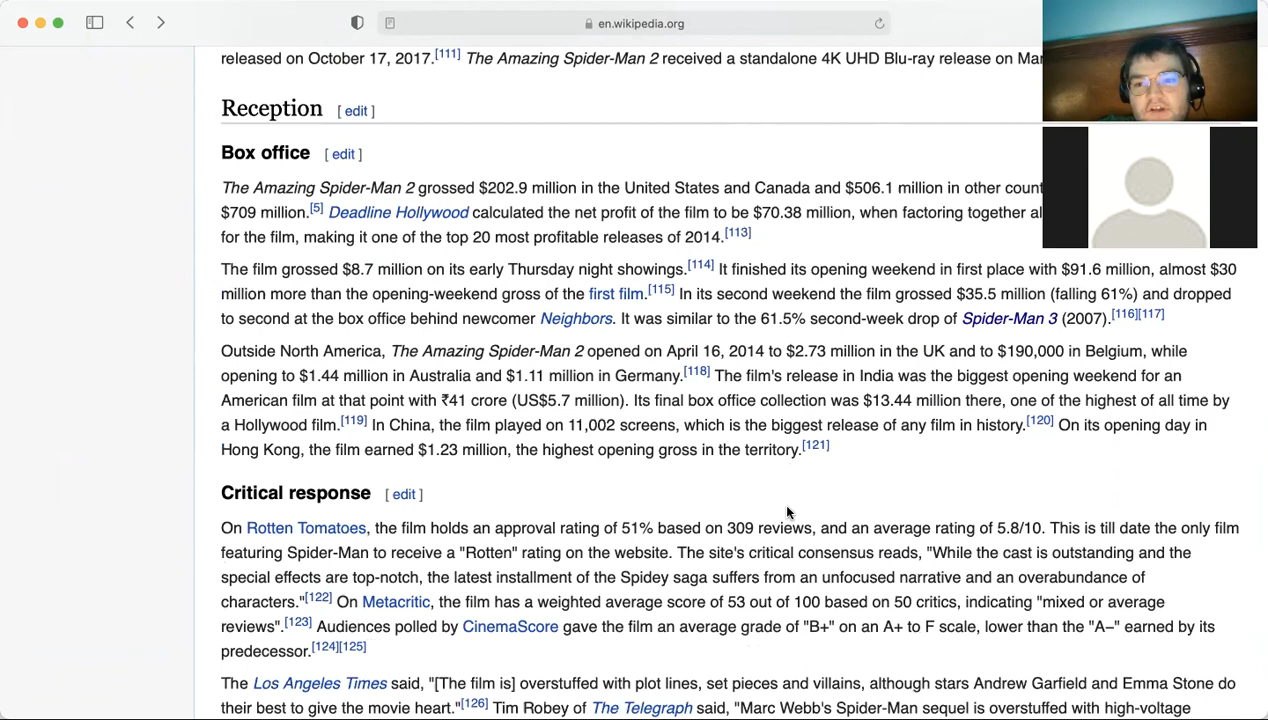 en.wikipedia.org
released on October 17, 2017.[111] The Amazing Spider-Man 2 received a standalone 4K UHD Blu-ray release on
Reception [ edit ]
Box office [ edit ]
The Amazing Spider-Man 2 grossed $202.9 million in the United States and Canada and $506.1 million in other
$709 million.[5] Deadline Hollywood calculated the net profit of the film to be $70.38 million, when factoring together
for the film, making it one of the top 20 most profitable releases of 2014.[113]
The film grossed $8.7 million on its early Thursday night showings.[114] It finished its opening weekend in first place with $91.6 million, almost $30
million more than the opening-weekend gross of the first film.[115] In its second weekend the film grossed $35.5 million (falling 61%) and dropped
to second at the box office behind newcomer Neighbors. It was similar to the 61.5% second-week drop of Spider-Man 3 (2007).[116][117]
Outside North America, The Amazing Spider-Man 2 opened on April 16, 2014 to $2.73 million in the UK and to $190,000 in Belgium, while
opening to $1.44 million in Australia and $1.11 million in Germany.[118] The film's release in India was the biggest opening weekend for an
American film at that point with ₹41 crore (US$5.7 million). Its final box office collection was $13.44 million there, one of the highest of all time by
a Hollywood film.[119] In China, the film played on 11,002 screens, which is the biggest release of any film in history.[120] On its opening day in
Hong Kong, the film earned $1.23 million, the highest opening gross in the territory.[121]
Critical response [ edit ]
On Rotten Tomatoes, the film holds an approval rating of 51% based on 309 reviews, and an average rating of 5.8/10. This is till date the only film
featuring Spider-Man to receive a "Rotten" rating on the website. The site's critical consensus reads, "While the cast is outstanding and the
special effects are top-notch, the latest installment of the Spidey saga suffers from an unfocused narrative and an overabundance of
characters."[122] On Metacritic, the film has a weighted average score of 53 out of 100 based on 50 critics, indicating "mixed or average
reviews".[123] Audiences polled by CinemaScore gave the film an average grade of "B+" on an A+ to F scale, lower than the "A−" earned by its
predecessor.[124][125]
The Los Angeles Times said, "[The film is] overstuffed with plot lines, set pieces and villains, although stars Andrew Garfield and Emma Stone do
their best to give the movie heart."[126] Tim Robey of The Telegraph said, "Marc Webb's Spider-Man sequel is overstuffed with high-voltage